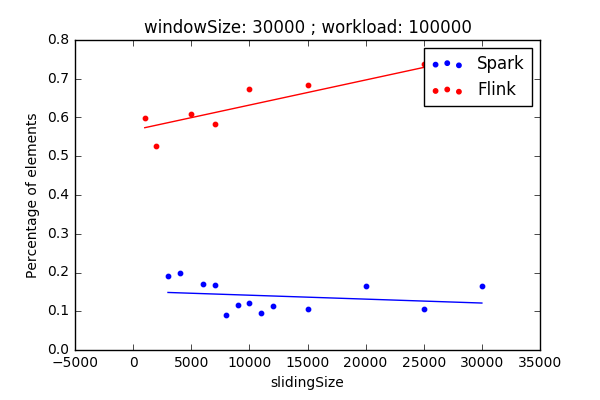 windowSize: 30000 ; workload: 100000
0.8
0.7
0.6
0.5
0.4
0.3
0.2
0.1
0.0
Percentage of elements
Spark
Flink
−5000 0 5000 10000 15000 20000 25000 30000 35000
slidingSize